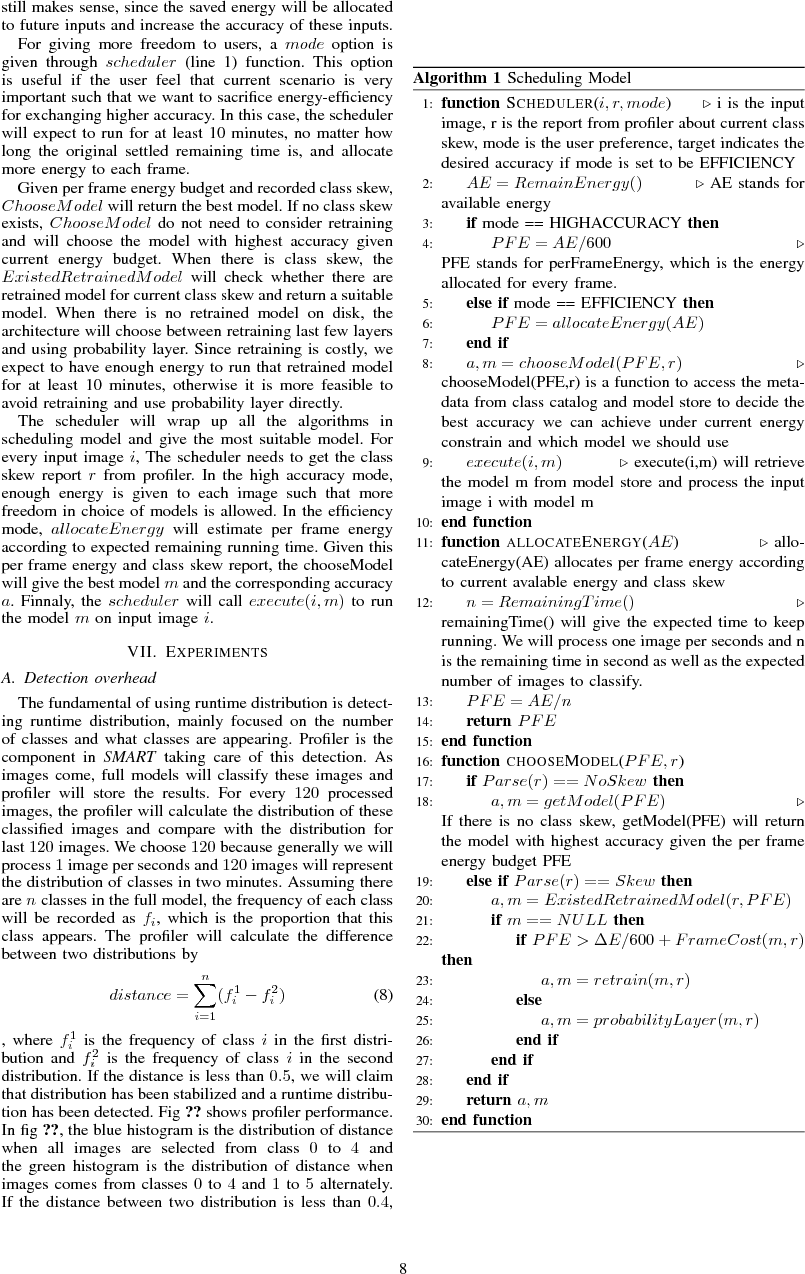 still makes sense, since the saved energy will be allocated
to future inputs and increase the accuracy of these inputs.
For giving more freedom to users, a mode option is
given through scheduler (line 1) function. This option
is useful if the user feel that current scenario is very
important such that we want to sacrifice energy-efficiency
for exchanging higher accuracy. In this case, the scheduler
will expect to run for at least 10 minutes, no matter how
long the original settled remaining time is, and allocate
more energy to each frame.
Given per frame energy budget and recorded class skew,
ChooseModel will return the best model. If no class skew
exists, ChooseModel do not need to consider retraining
and will choose the model with highest accuracy given
current energy budget. When there is class skew, the
ExistedRetrainedModel will check whether there are
retrained model for current class skew and return a suitable
model. When there is no retrained model on disk, the
architecture will choose between retraining last few layers
and using probability layer. Since retraining is costly, we
expect to have enough energy to run that retrained model
for at least 10 minutes, otherwise it is more feasible to
avoid retraining and use probability layer directly.
The scheduler will wrap up all the algorithms in
scheduling model and give the most suitable model. For
every input image i, The scheduler needs to get the class
skew report r from profiler. In the high accuracy mode,
enough energy is given to each image such that more
freedom in choice of models is allowed. In the efficiency
mode, allocateEnergy will estimate per frame energy
according to expected remaining running time. Given this
per frame energy and class skew report, the chooseModel
will give the best model m and the corresponding accuracy
a. Finnaly, the scheduler will call execute(i, m) to run
the model m on input image i.
VII. EXPERIMENTS
A. Detection overhead
The fundamental of using runtime distribution is detect-
ing runtime distribution, mainly focused on the number
of classes and what classes are appearing. Profiler is the
component in SMART taking care of this detection. As
images come, full models will classify these images and
profiler will store the results. For every 120 processed
images, the profiler will calculate the distribution of these
classified images and compare with the distribution for
last 120 images. We choose 120 because generally we will
process 1 image per seconds and 120 images will represent
the distribution of classes in two minutes. Assuming there
are n classes in the full model, the frequency of each class
will be recorded as f_i, which is the proportion that this
class appears. The profiler will calculate the difference
between two distributions by
distance = ∑_{i=1}^{n} (f_i^1 − f_i^2) (8)
, where f_i^1 is the frequency of class i in the first distri-
bution and f_i^2 is the frequency of class i in the second
distribution. If the distance is less than 0.5, we will claim
that distribution has been stabilized and a runtime distribu-
tion has been detected. Fig ?? shows profiler performance.
In fig ??, the blue histogram is the distribution of distance
when all images are selected from class 0 to 4 and
the green histogram is the distribution of distance when
images comes from classes 0 to 4 and 1 to 5 alternately.
If the distance between two distribution is less than 0.4,
Algorithm 1 Scheduling Model
1: function SCHEDULER(i, r, mode) ▷ i is the input
image, r is the report from profiler about current class
skew, mode is the user preference, target indicates the
desired accuracy if mode is set to be EFFICIENCY
2: AE = RemainEnergy() ▷ AE stands for
available energy
3: if mode == HIGHACCURACY then
4: PFE = AE/600 ▷
PFE stands for perFrameEnergy, which is the energy
allocated for every frame.
5: else if mode == EFFICIENCY then
6: PFE = allocateEnergy(AE)
7: end if
8: a, m = chooseModel(PFE, r) ▷
chooseModel(PFE,r) is a function to access the meta-
data from class catalog and model store to decide the
best accuracy we can achieve under current energy
constrain and which model we should use
9: execute(i, m) ▷ execute(i,m) will retrieve
the model m from model store and process the input
image i with model m
10: end function
11: function ALLOCATEENERGY(AE) ▷ allo-
cateEnergy(AE) allocates per frame energy according
to current avalable energy and class skew
12: n = RemainingTime() ▷
remainingTime() will give the expected time to keep
running. We will process one image per seconds and n
is the remaining time in second as well as the expected
number of images to classify.
13: PFE = AE/n
14: return PFE
15: end function
16: function CHOOSEMODEL(PFE, r)
17: if Parse(r) == NoSkew then
18: a, m = getModel(PFE) ▷
If there is no class skew, getModel(PFE) will return
the model with highest accuracy given the per frame
energy budget PFE
19: else if Parse(r) == Skew then
20: a, m = ExistedRetrainedModel(r, PFE)
21: if m == NULL then
22: if PFE > ΔE/600 + FrameCost(m, r)
then
23: a, m = retrain(m, r)
24: else
25: a, m = probabilityLayer(m, r)
26: end if
27: end if
28: end if
29: return a, m
30: end function
8